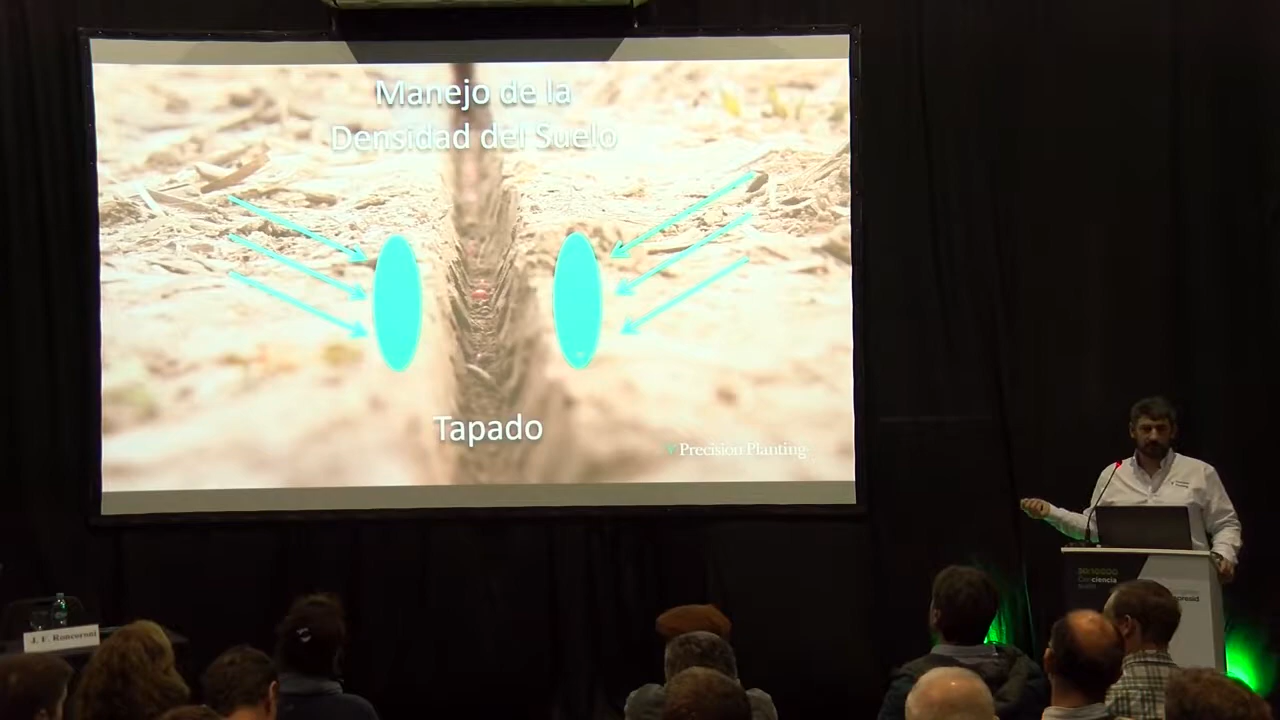 Manejo de la
Densidad del Suelo
Tapado
Precision Planting
J. F. Roncoroni